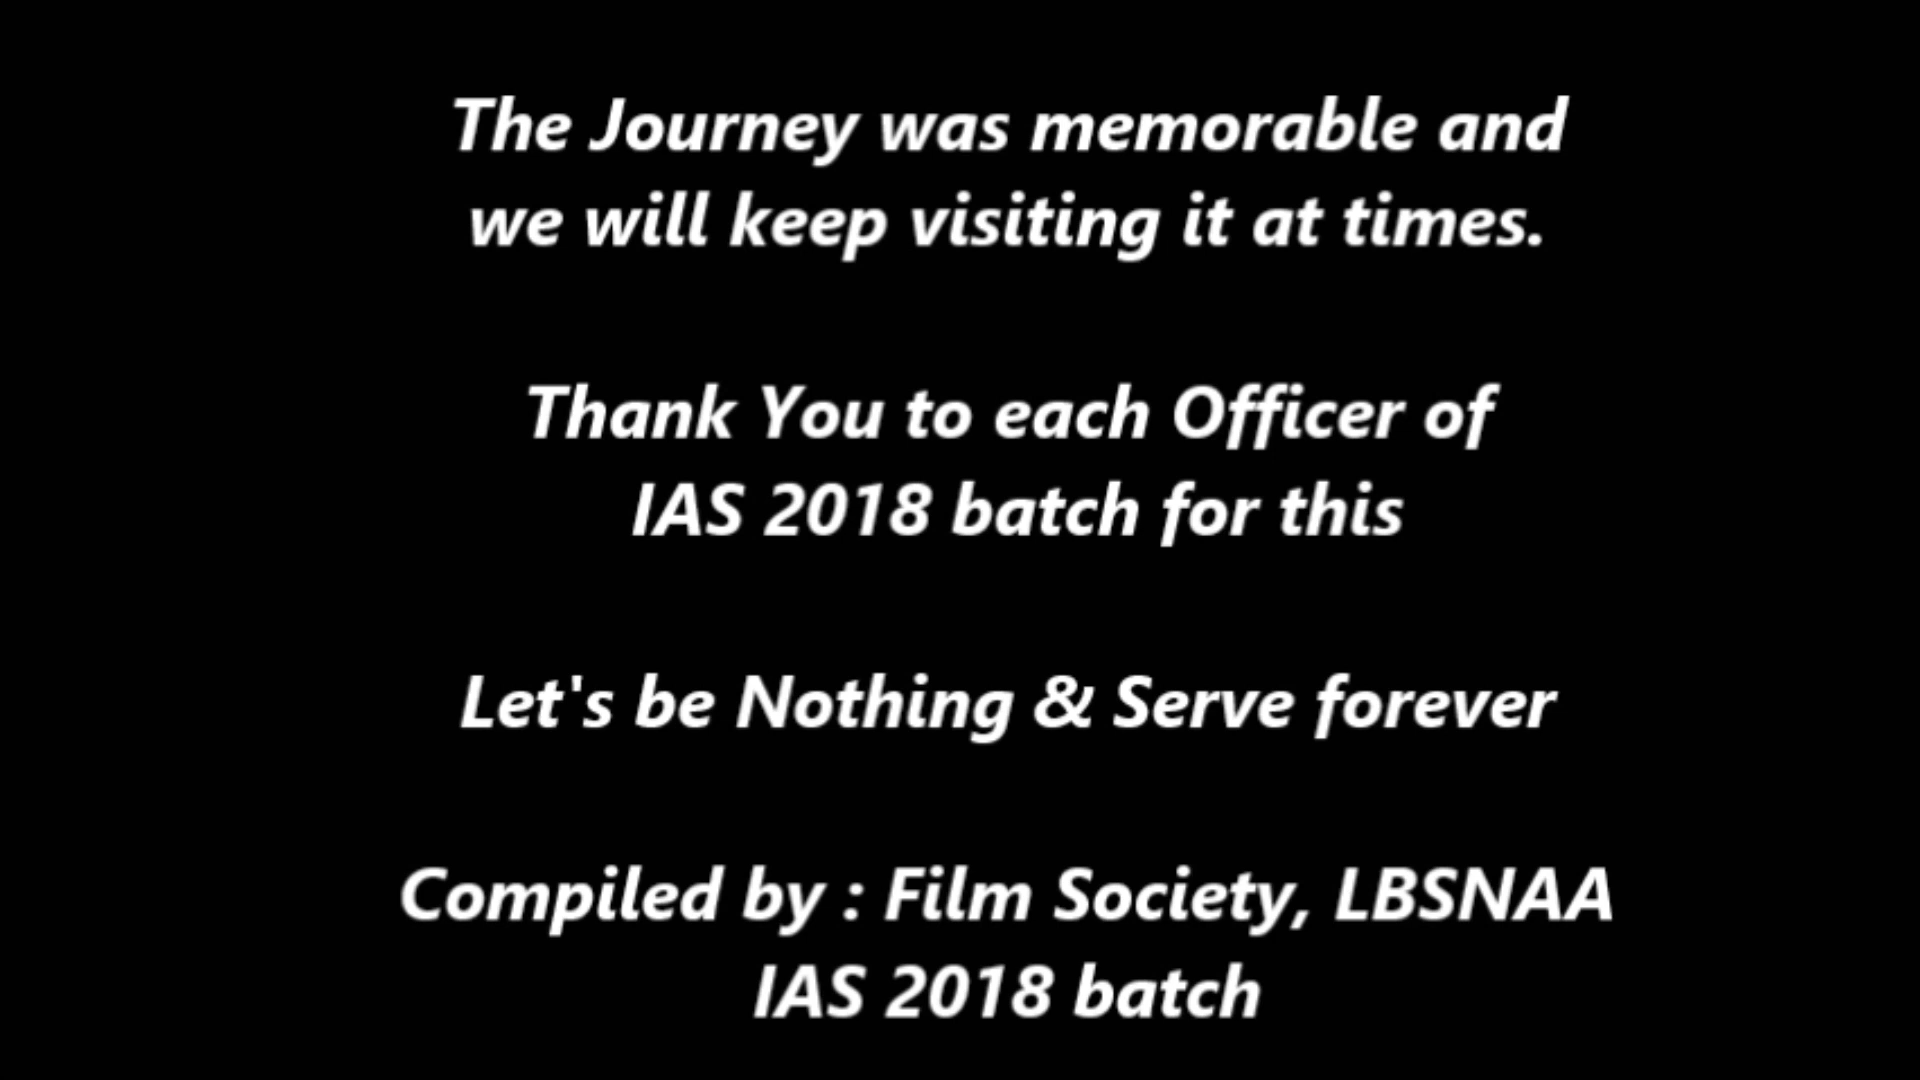 The Journey was memorable and
we will keep visiting it at times.
Thank You to each Officer of
IAS 2018 batch for this
Let's be Nothing & Serve forever
Compiled by : Film Society, LBSNAA
IAS 2018 batch